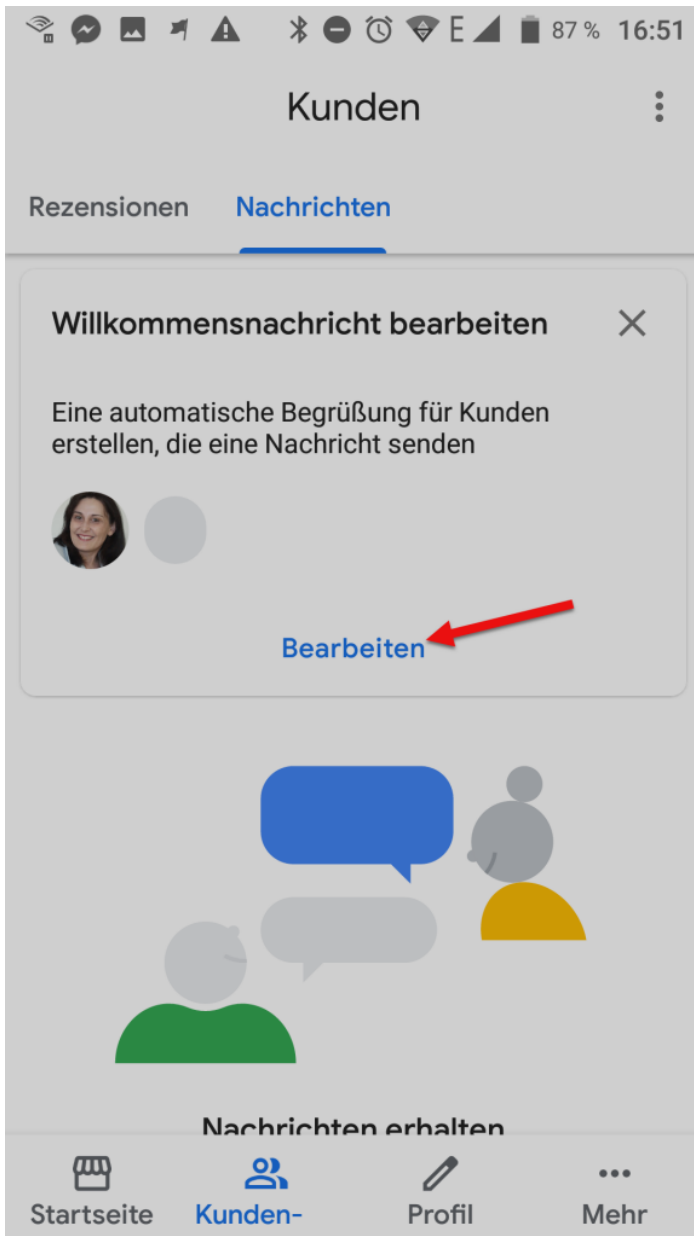 E 87 % 16:51
Kunden
Rezensionen Nachrichten
Willkommensnachricht bearbeiten
Eine automatische Begrüßung für Kunden
erstellen, die eine Nachricht senden
Bearbeiten
Nachrichten erhalten
Startseite Kunden- Profil Mehr